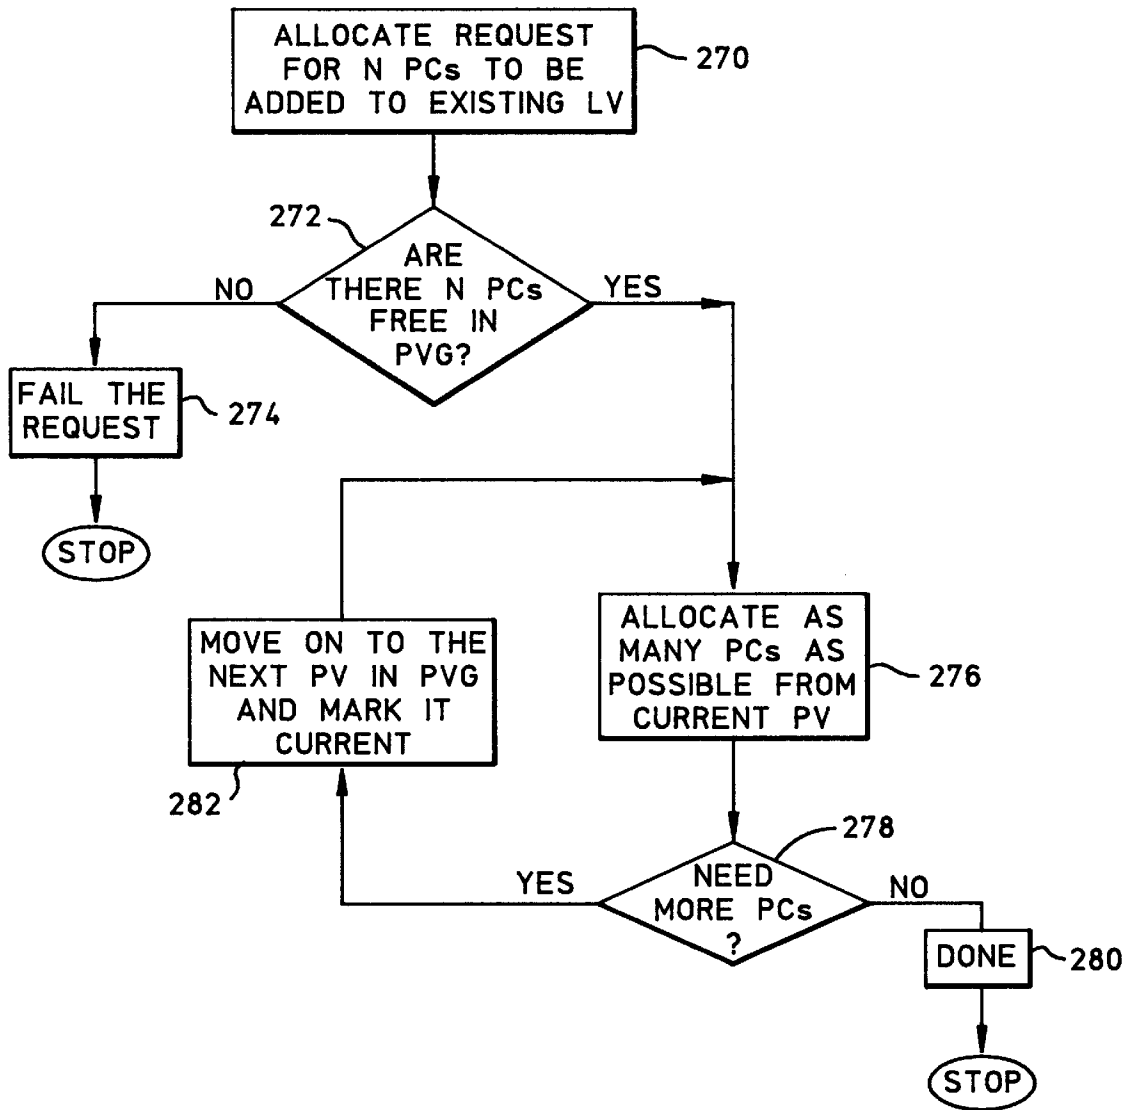 ALLOCATE REQUEST
FOR N PCs TO BE
ADDED TO EXISTING LV
270
272
ARE
THERE N PCs
FREE IN
PVG?
NO
YES
FAIL THE
REQUEST
274
STOP
MOVE ON TO THE
NEXT PV IN PVG
AND MARK IT
CURRENT
282
ALLOCATE AS
MANY PCs AS
POSSIBLE FROM
CURRENT PV
276
278
NEED
MORE PCs
?
YES
NO
DONE
280
STOP